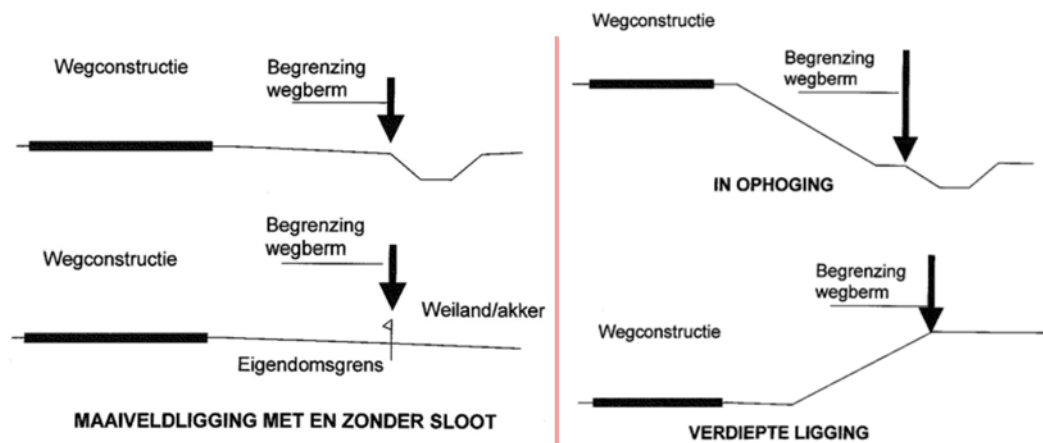 Wegconstructie
Begrenzing
wegberm
Wegconstructie
Begrenzing
wegberm
Weiland/akker
Eigendomsgrens
MAAIVELDLIGGING MET EN ZONDER SLOOT
Wegconstructie
Begrenzing
wegberm
IN OPHOGING
Begrenzing
wegberm
Wegconstructie
VERDIEPTE LIGGING